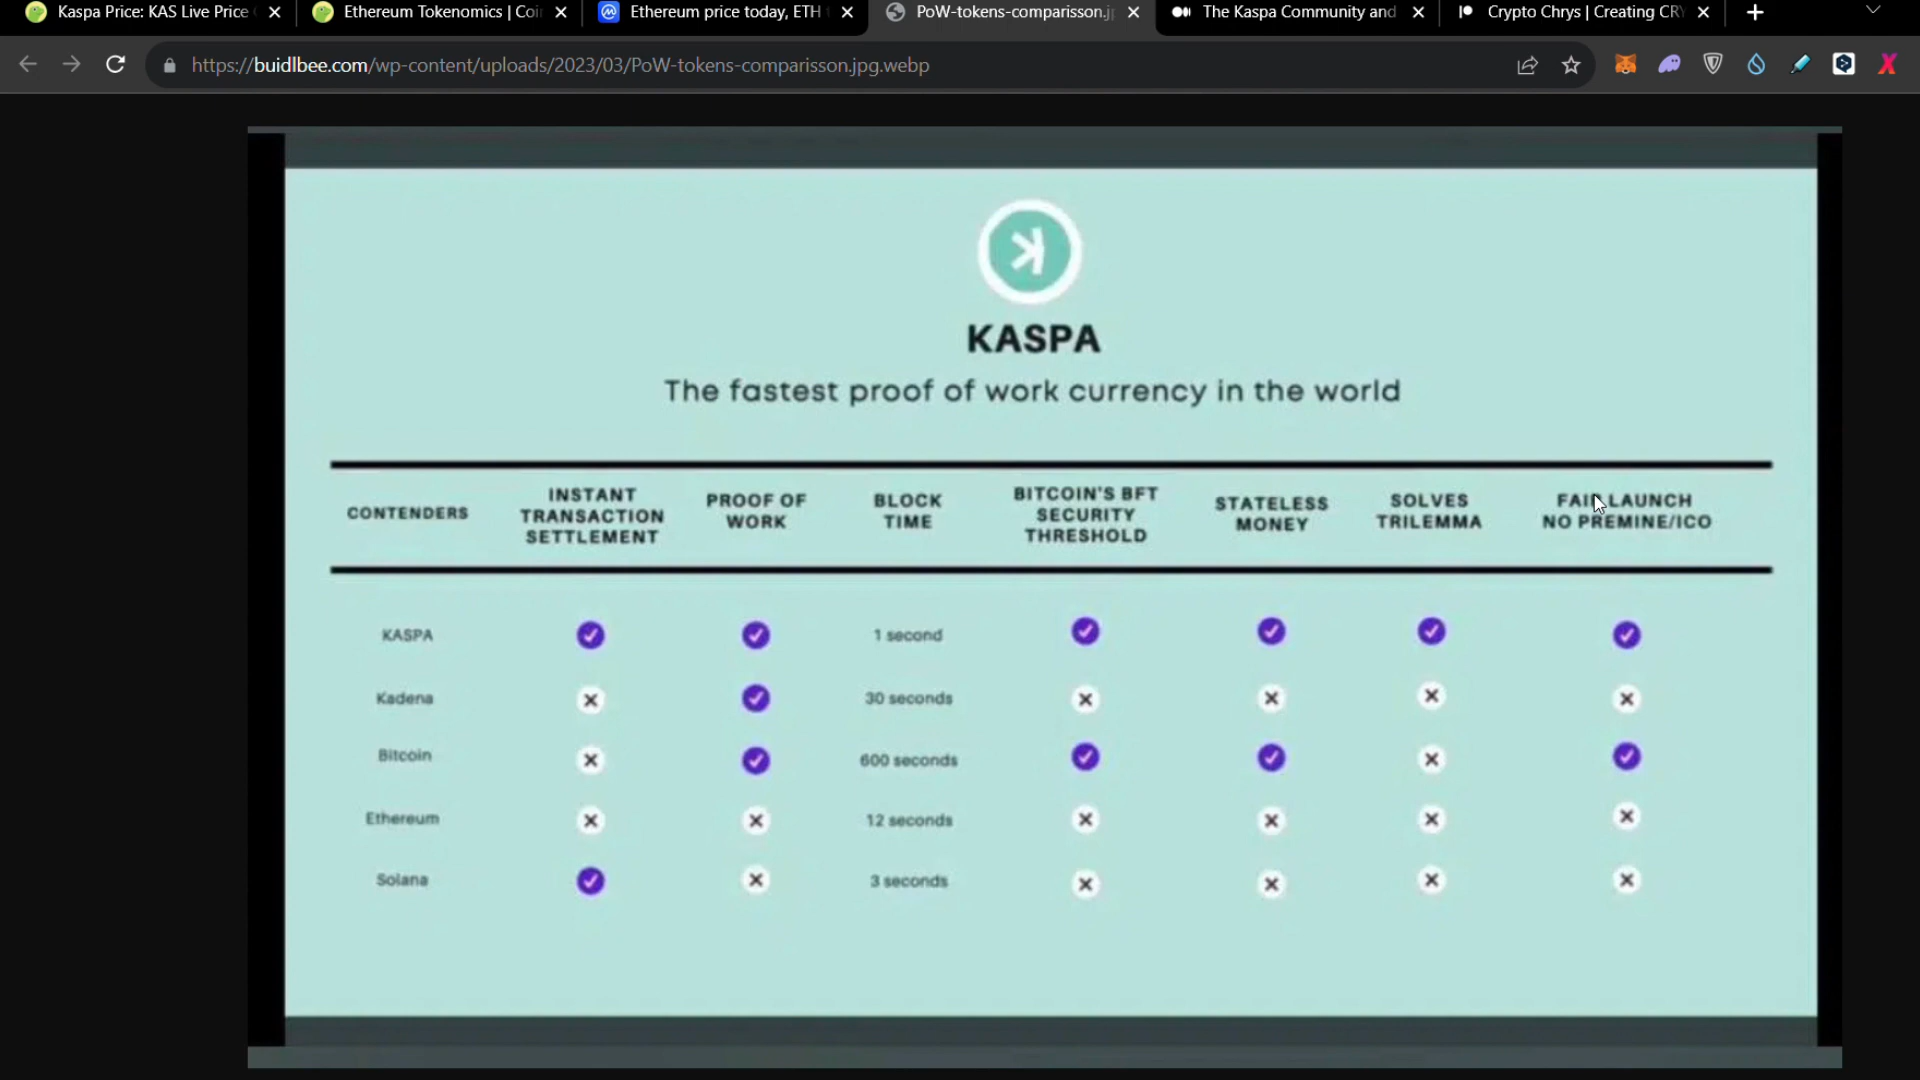 Kaspa Price: KAS Live Price
Ethereum Tokenomics | Coi
Ethereum price today, ETH
PoW-tokens-comparisson.j
The Kaspa Community and
Crypto Chrys | Creating CR
https://buidlbee.com/wp-content/uploads/2023/03/PoW-tokens-comparisson.jpg.webp
KASPA
The fastest proof of work currency in the world
CONTENDERS
INSTANT
TRANSACTION
SETTLEMENT
PROOF OF
WORK
BLOCK
TIME
BITCOIN'S BFT
SECURITY
THRESHOLD
STATELESS
MONEY
SOLVES
TRILEMMA
FAIR LAUNCH
NO PREMINE/ICO
KASPA
1 second
Kadena
30 seconds
Bitcoin
600 seconds
Ethereum
12 seconds
Solana
3 seconds